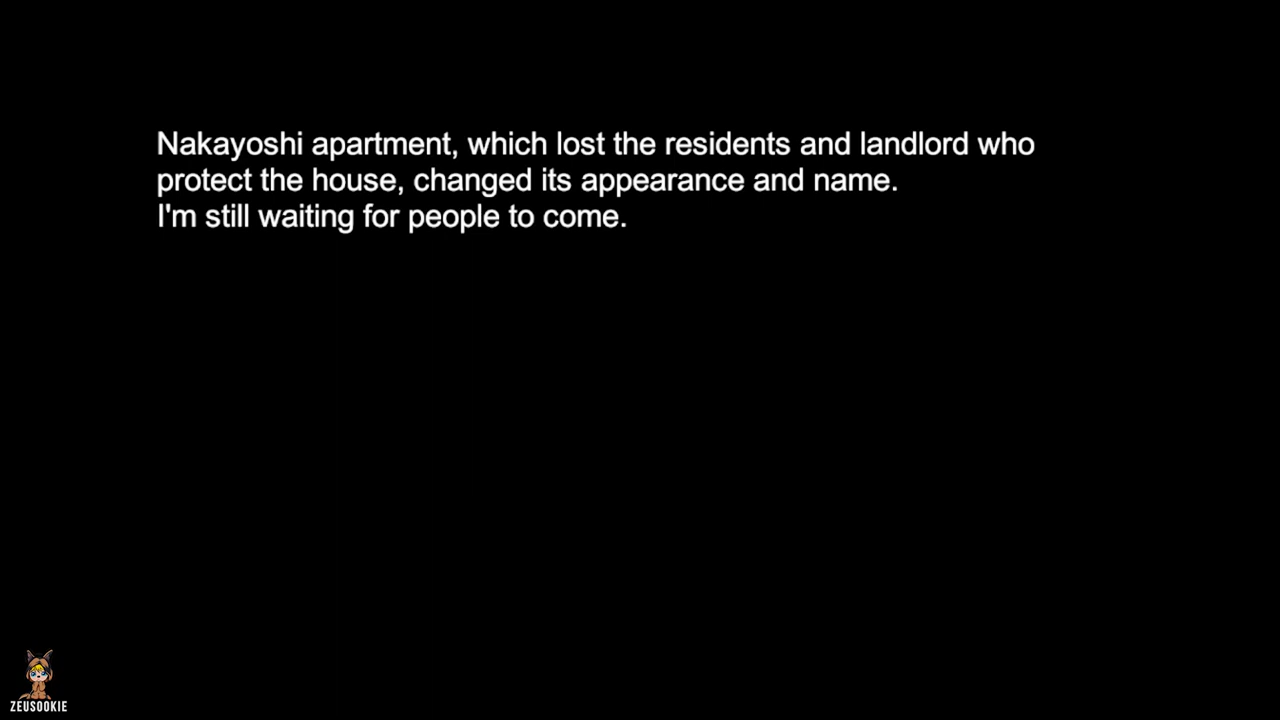 Nakayoshi apartment, which lost the residents and landlord who
protect the house, changed its appearance and name.
I'm still waiting for people to come.
ZEUSOOKIE